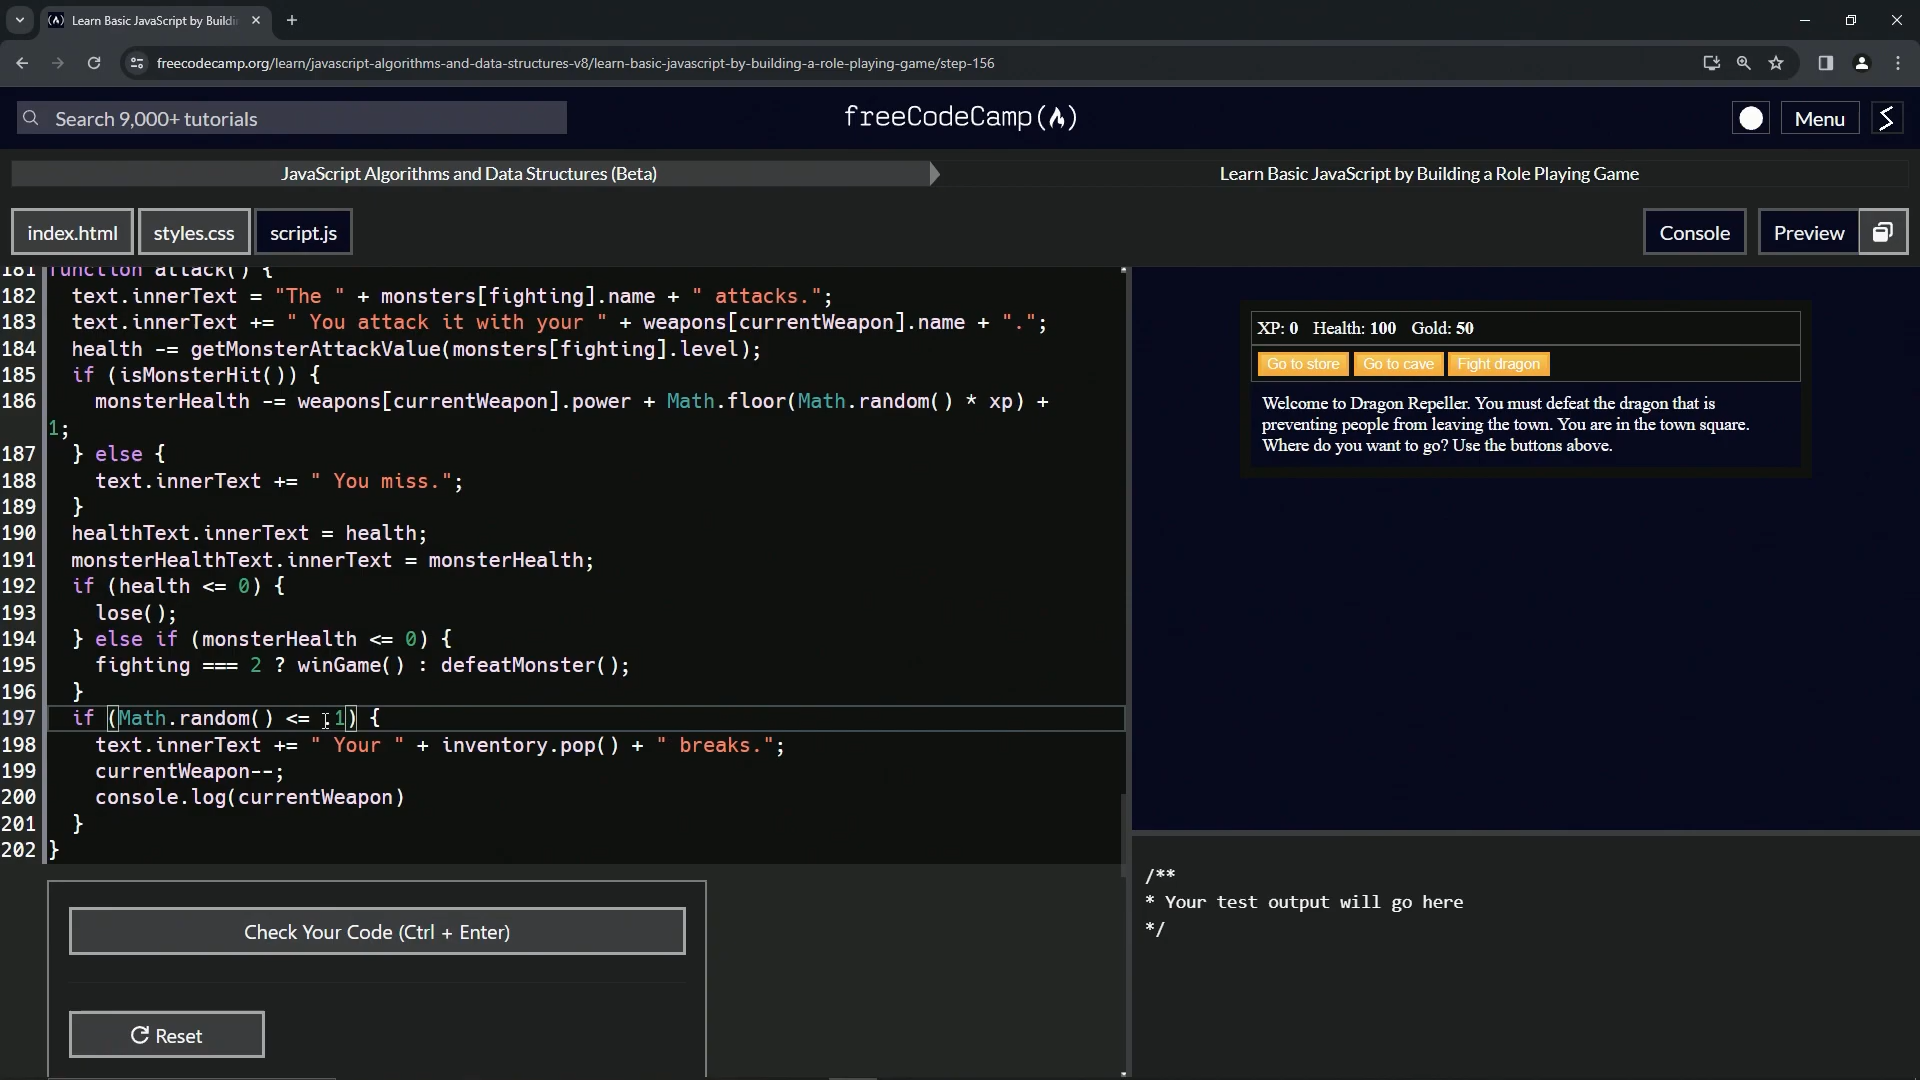 Learn Basic JavaScript by Buildi
freecodecamp.org/learn/javascript-algorithms-and-data-structures-v8/learn-basic-javascript-by-building-a-role-playing-game/step-156
Search 9,000+ tutorials
freeCodeCamp(🔥)
Menu
JavaScript Algorithms and Data Structures (Beta)
Learn Basic JavaScript by Building a Role Playing Game
index.html
styles.css
script.js
Console
Preview
181 function attack() {
182 text.innerText = "The " + monsters[fighting].name + " attacks.";
183 text.innerText += " You attack it with your " + weapons[currentWeapon].name + ".";
184 health -= getMonsterAttackValue(monsters[fighting].level);
185 if (isMonsterHit()) {
186 monsterHealth -= weapons[currentWeapon].power + Math.floor(Math.random() * xp) +
1;
187 } else {
188 text.innerText += " You miss.";
189 }
190 healthText.innerText = health;
191 monsterHealthText.innerText = monsterHealth;
192 if (health <= 0) {
193 lose();
194 } else if (monsterHealth <= 0) {
195 fighting === 2 ? winGame() : defeatMonster();
196 }
197 if (Math.random() <= .1) {
198 text.innerText += " Your " + inventory.pop() + " breaks.";
199 currentWeapon--;
200 console.log(currentWeapon)
201 }
202 }
Check Your Code (Ctrl + Enter)
Reset
XP: 0 Health: 100 Gold: 50
Go to store
Go to cave
Fight dragon
Welcome to Dragon Repeller. You must defeat the dragon that is
preventing people from leaving the town. You are in the town square.
Where do you want to go? Use the buttons above.
/**
* Your test output will go here
*/